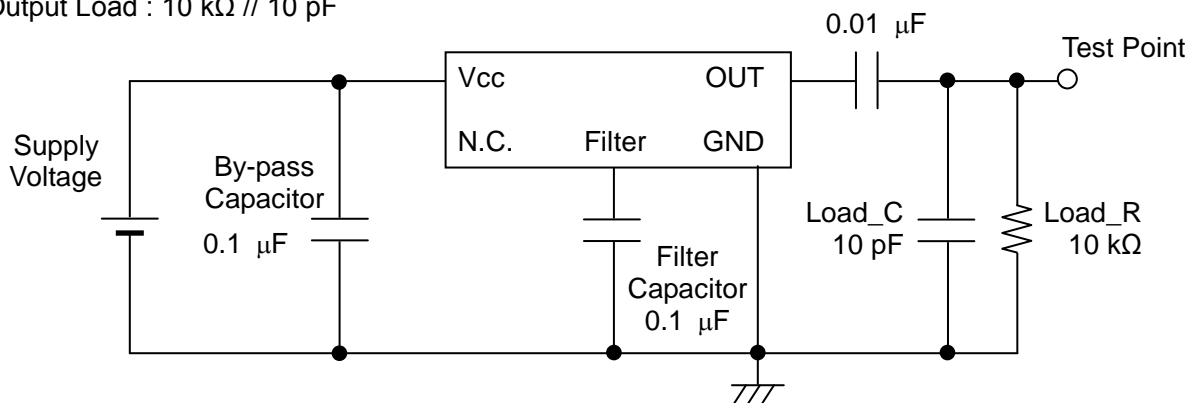 Output Load : 10 kΩ // 10 pF
0.01 μF
Test Point
Vcc
OUT
N.C.
Filter
GND
Supply
Voltage
By-pass
Capacitor
0.1 μF
Filter
Capacitor
0.1 μF
Load_C
10 pF
Load_R
10 kΩ